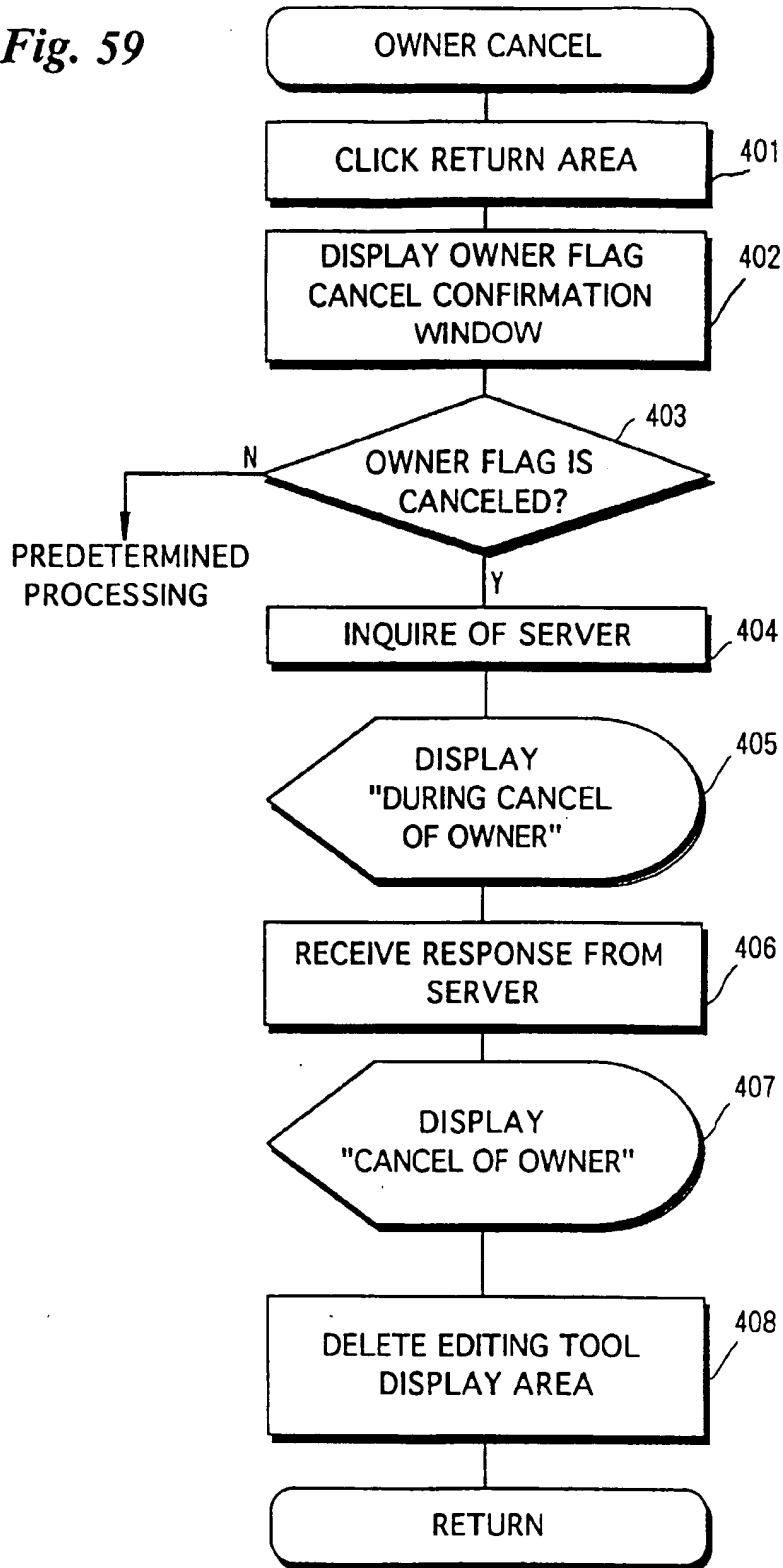 Fig. 59
OWNER CANCEL
CLICK RETURN AREA
401
DISPLAY OWNER FLAG
CANCEL CONFIRMATION
WINDOW
402
403
OWNER FLAG IS
CANCELED?
N
PREDETERMINED
PROCESSING
Y
INQUIRE OF SERVER
404
DISPLAY
"DURING CANCEL
OF OWNER"
405
RECEIVE RESPONSE FROM
SERVER
406
DISPLAY
"CANCEL OF OWNER"
407
DELETE EDITING TOOL
DISPLAY AREA
408
RETURN